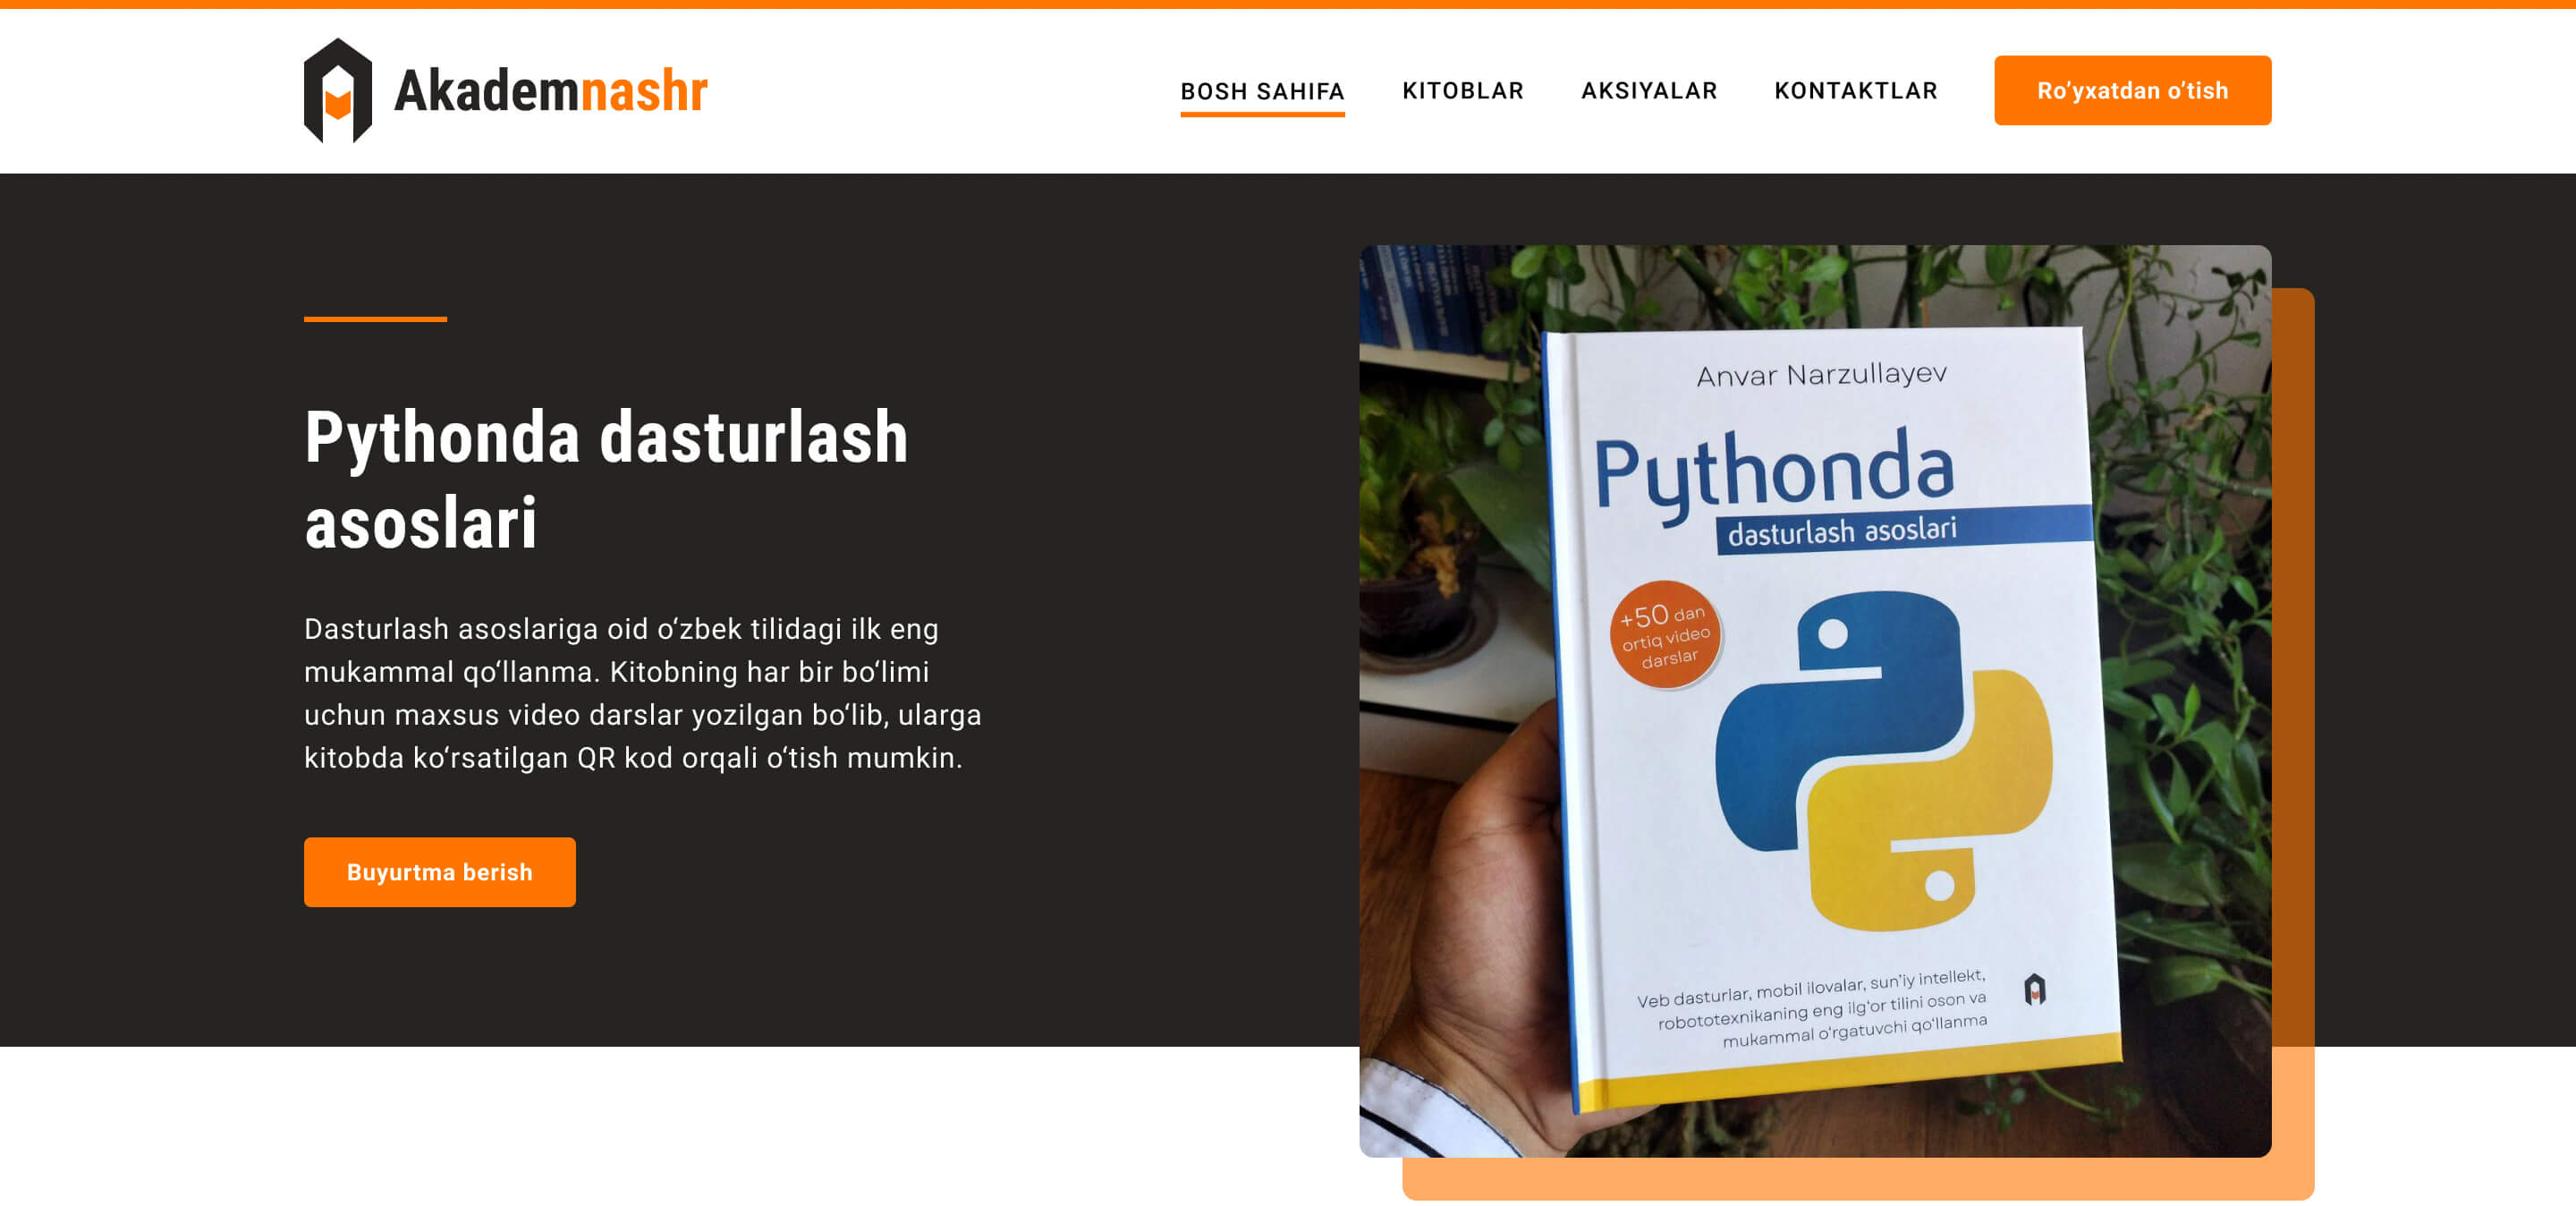 Akademnashr
BOSH SAHIFA
KITOBLAR
AKSIYALAR
KONTAKTLAR
Ro’yxatdan o’tish
Pythonda dasturlash
asoslari
Dasturlash asoslariga oid o‘zbek tilidagi ilk eng
mukammal qo‘llanma. Kitobning har bir bo‘limi
uchun maxsus video darslar yozilgan bo‘lib, ularga
kitobda ko‘rsatilgan QR kod orqali o‘tish mumkin.
Buyurtma berish
Anvar Narzullayev
Pythonda
dasturlash asoslari
+50 dan
ortiq video
darslar
Veb dasturlar, mobil ilovalar, sun’iy intellekt,
robototexnikaning eng ilg‘or tilini oson va
mukammal o‘rgatuvchi qo‘llanma